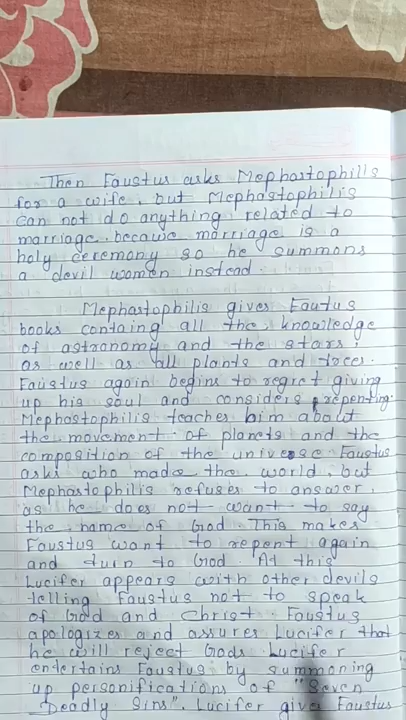 Then Faustus asks Mephastophills
for a wife, but Mephastophilis
can not do anything related to
marriage. because marriage is a
holy ceremony so he summons
a devil women instead.
Mephastophilis gives Fautus
books containg all the knowledge
of astronomy and the stars,
as well as all plants and trees.
Faustus again begins to regret giving
up his soul and considers repenting.
Mephastophilis teaches him about
the movement of planets and the
composition of the universe. Faustus
asks who made the world, but
Mephastophilis refuses to answer,
as he does not want to say
the name of God. This makes
Faustus want to repent again
and turn to God. At this
Lucifer appears with other devils
telling Faustus not to speak
of God and Christ. Faustus
apologizes and assures Lucifer that
he will reject Gods. Lucifer
entertains Faustus by summoning
up personifications of "Seven
Deadly Sins". Lucifer gives Faustus